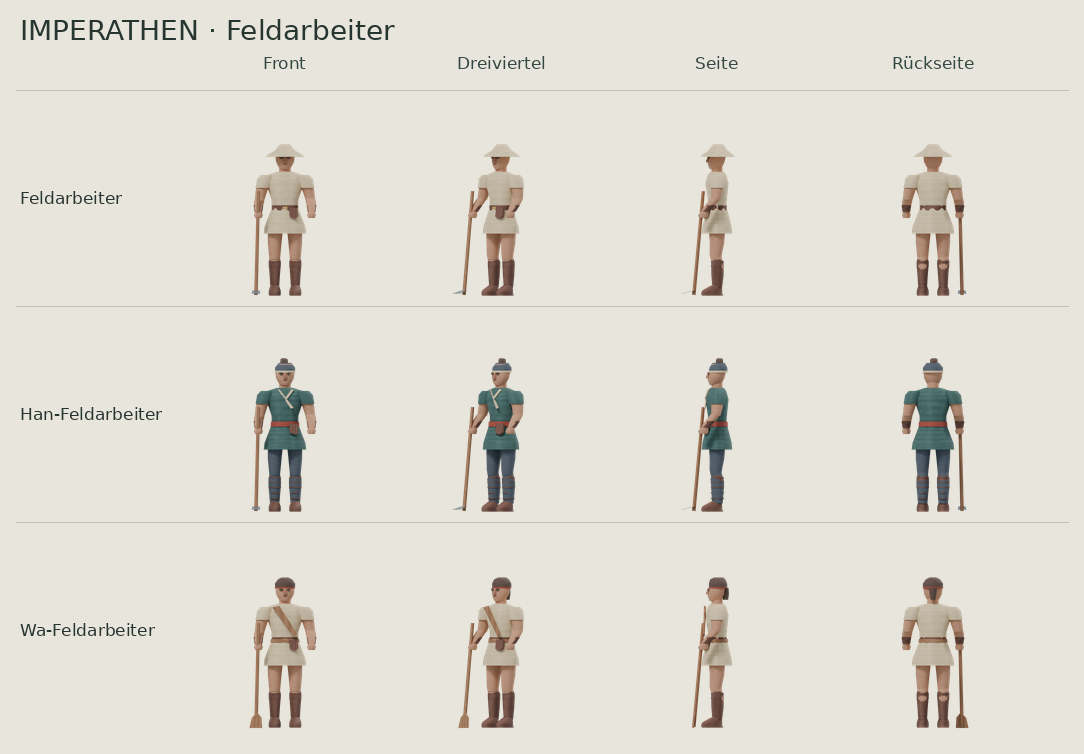 IMPERATHEN · Feldarbeiter
Front Dreiviertel Seite Rückseite
Feldarbeiter
Han-Feldarbeiter
Wa-Feldarbeiter